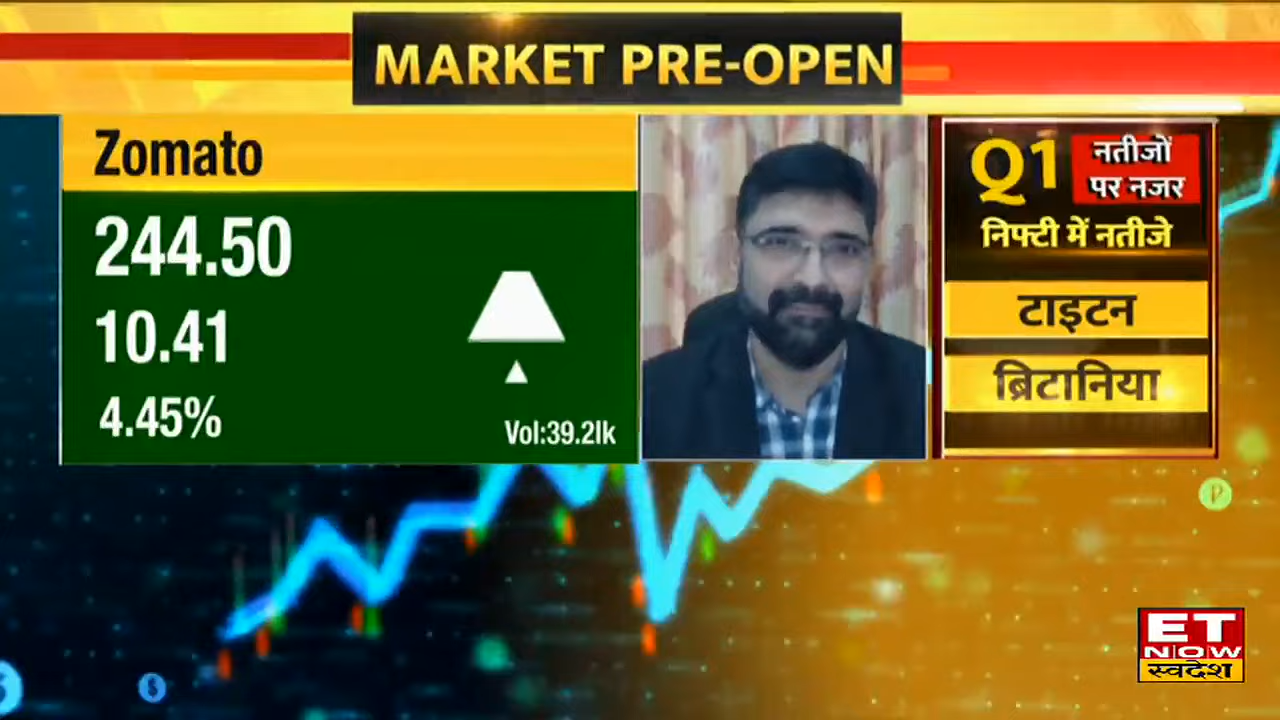 MARKET PRE-OPEN
Zomato
244.50
10.41
4.45%
Vol:39.2lk
Q1
नतीजों
पर नजर
निफ्टी में नतीजे
टाइटन
ब्रिटानिया
ET
NOW
स्वदेश